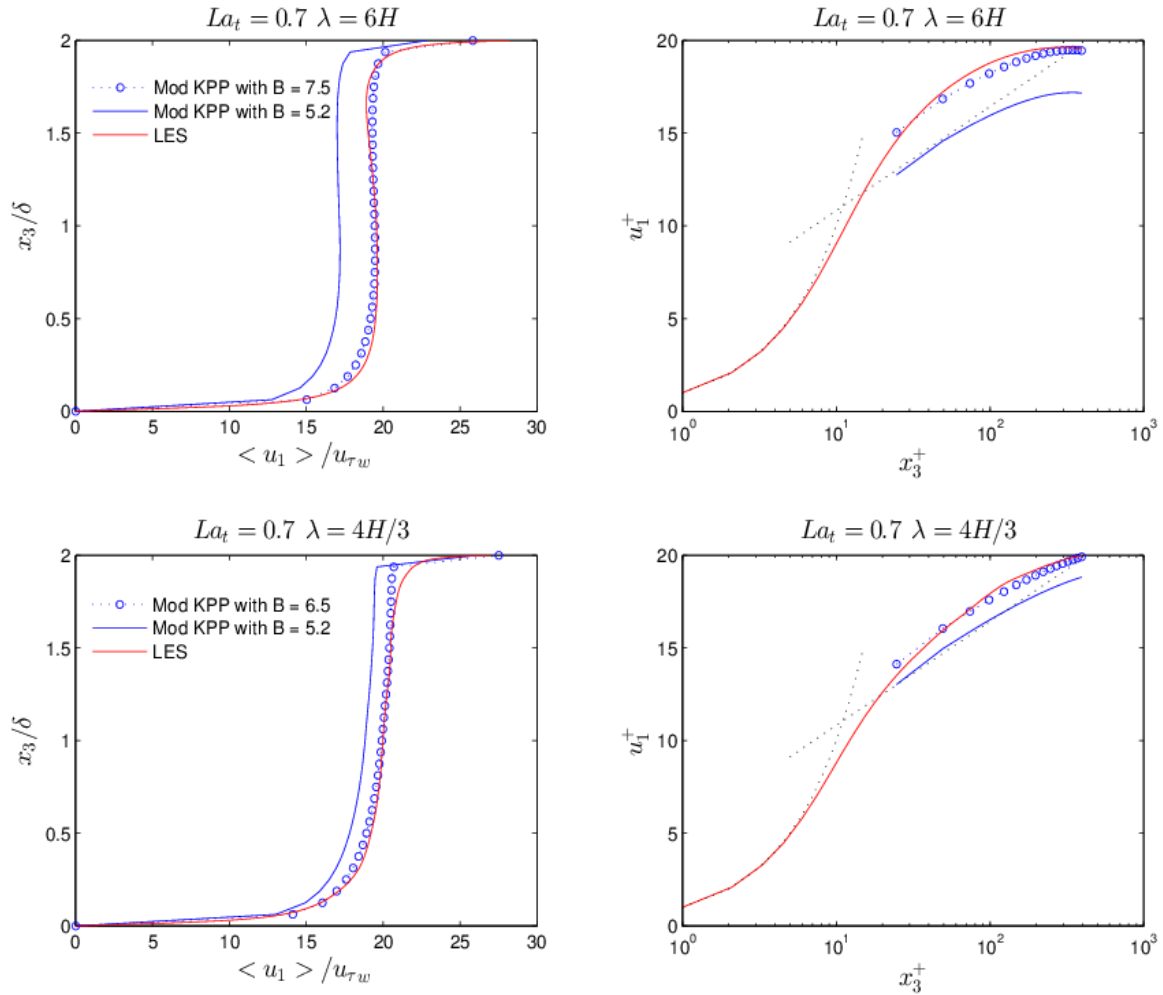 La_t = 0.7 λ = 6H
2
1.5
1
0.5
0
x_3/δ
Mod KPP with B = 7.5
Mod KPP with B = 5.2
LES
0 5 10 15 20 25 30
< u_1 > /u_τw
La_t = 0.7 λ = 6H
20
15
10
5
0
u_1^+
10^0 10^1 10^2 10^3
x_3^+
La_t = 0.7 λ = 4H/3
2
1.5
1
0.5
0
x_3/δ
Mod KPP with B = 6.5
Mod KPP with B = 5.2
LES
0 5 10 15 20 25 30
< u_1 > /u_τw
La_t = 0.7 λ = 4H/3
20
15
10
5
0
u_1^+
10^0 10^1 10^2 10^3
x_3^+